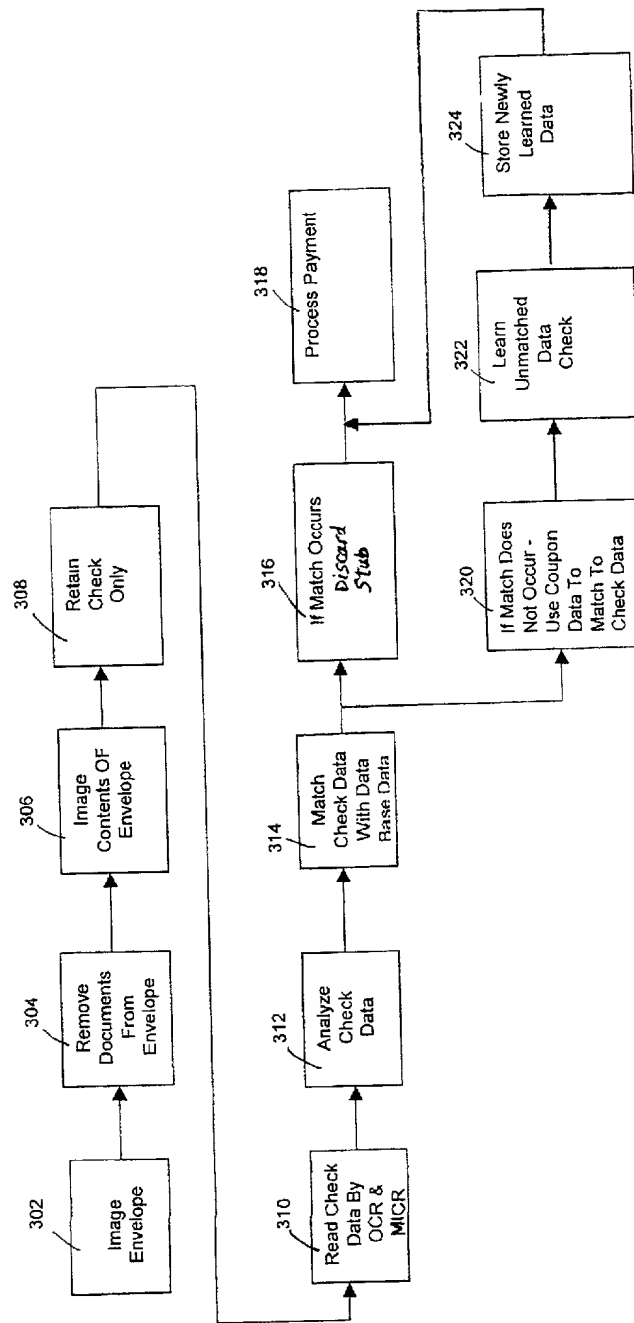 302
Image
Envelope
304
Remove
Documents
From
Envelope
306
Image
Contents OF
Envelope
308
Retain
Check
Only
310
Read Check
Data By
OCR &
MICR
312
Analyze
Check
Data
314
Match
Check Data
With Data
Base Data
316
If Match Occurs
Discard
Stub
318
Process Payment
320
If Match Does
Not Occur -
Use Coupon
Data To
Match To
Check Data
322
Learn
Unmatched
Data
Check
324
Store Newly
Learned
Data